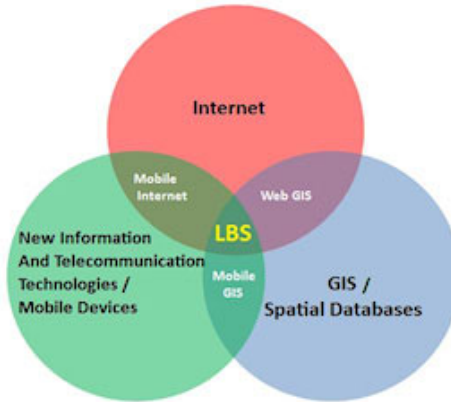 Internet
Mobile
Internet
Web GIS
LBS
New Information
And Telecommunication
Technologies /
Mobile Devices
Mobile
GIS
GIS /
Spatial Databases